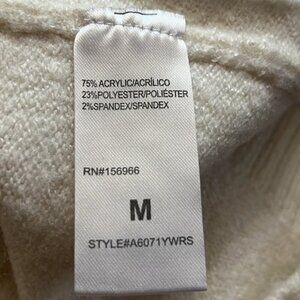 75% ACRYLIC/ACRÍLICO
23%POLYESTER/POLIÉSTER
2%SPANDEX/SPANDEX
RN#156966
M
STYLE#A6071YWRS